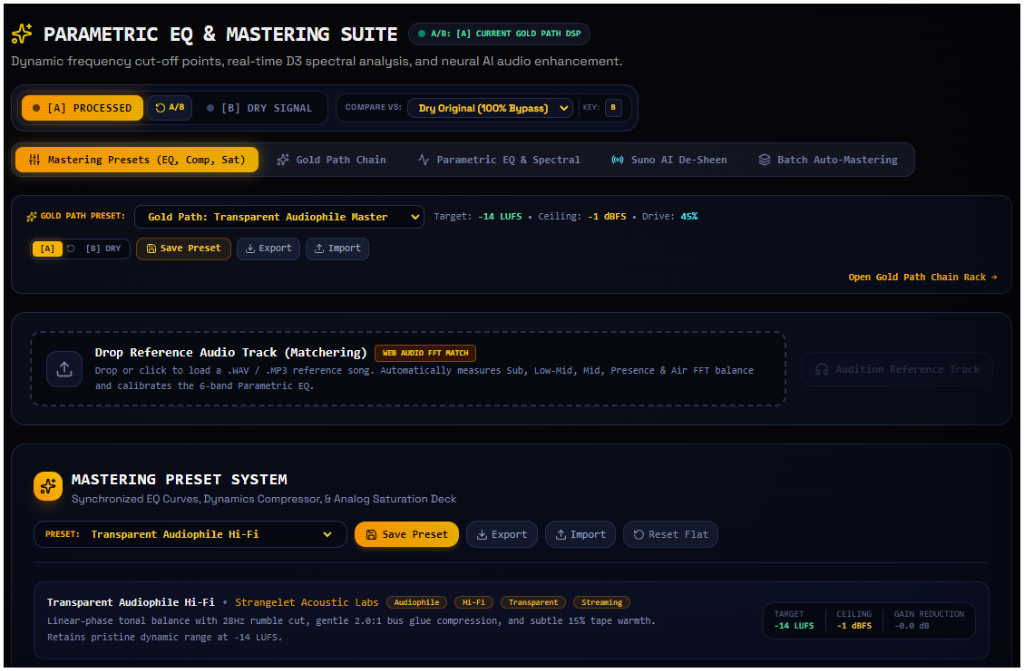 PARAMETRIC EQ & MASTERING SUITE A/B: [A] CURRENT GOLD PATH DSP
Dynamic frequency cut-off points, real-time D3 spectral analysis, and neural AI audio enhancement.
[A] PROCESSED A/B [B] DRY SIGNAL COMPARE VS: Dry Original (100% Bypass) KEY: B
Mastering Presets (EQ, Comp, Sat) Gold Path Chain Parametric EQ & Spectral Suno AI De-Sheen Batch Auto-Mastering
GOLD PATH PRESET: Gold Path: Transparent Audiophile Master Target: -14 LUFS • Ceiling: -1 dBFS • Drive: 45%
[A] [B] DRY Save Preset Export Import
Open Gold Path Chain Rack →
Drop Reference Audio Track (Matchering) WEB AUDIO FFT MATCH
Drop or click to load a .WAV / .MP3 reference song. Automatically measures Sub, Low-Mid, Mid, Presence & Air FFT balance
and calibrates the 6-band Parametric EQ.
Audition Reference Track
MASTERING PRESET SYSTEM
Synchronized EQ Curves, Dynamics Compressor, & Analog Saturation Deck
PRESET: Transparent Audiophile Hi-Fi Save Preset Export Import Reset Flat
Transparent Audiophile Hi-Fi • Strangelet Acoustic Labs Audiophile Hi-Fi Transparent Streaming
Linear-phase tonal balance with 28Hz rumble cut, gentle 2.0:1 bus glue compression, and subtle 15% tape warmth.
Retains pristine dynamic range at -14 LUFS.
TARGET CEILING GAIN REDUCTION
-14 LUFS -1 dBFS -0.0 dB